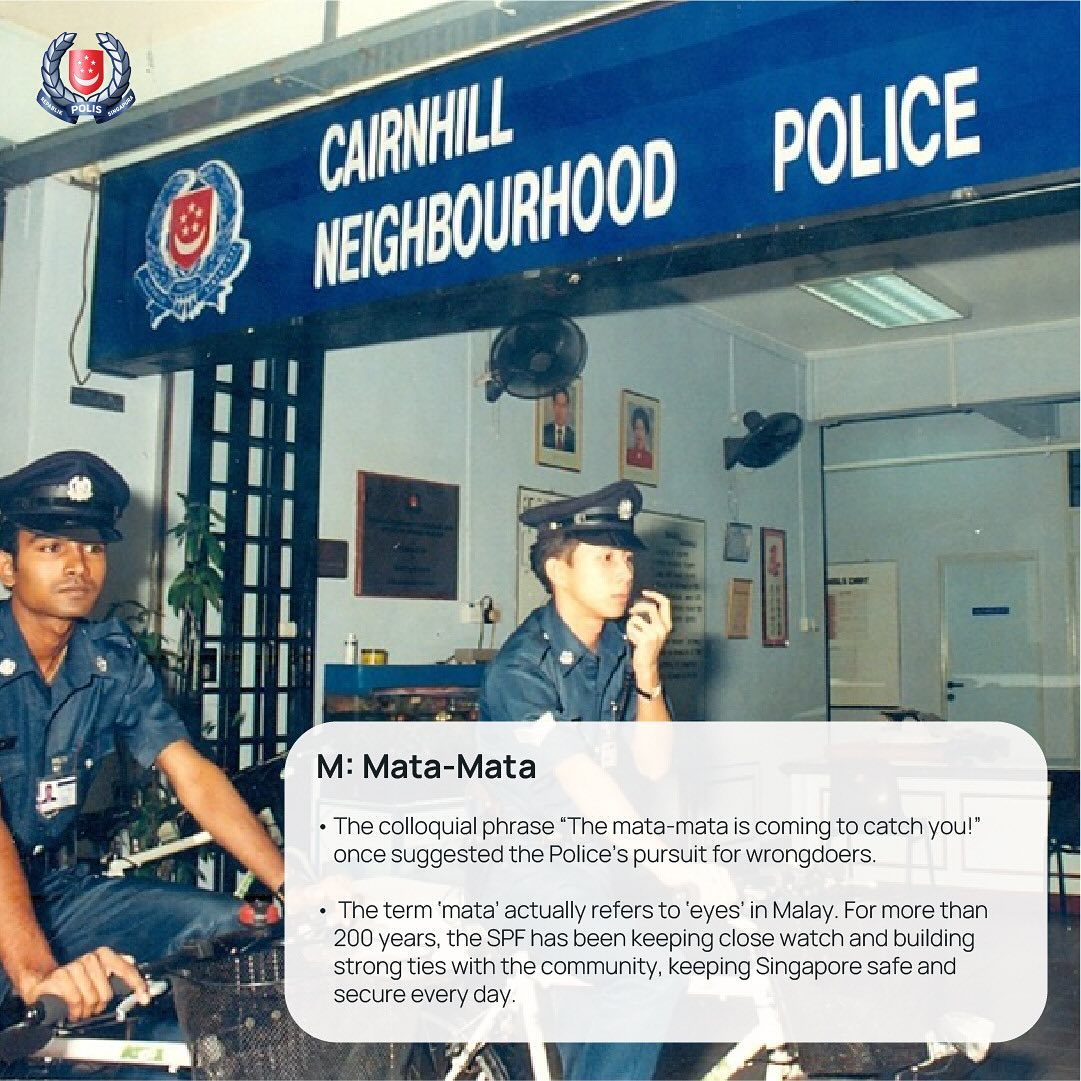 REPUBLIK POLIS SINGAPURA
CAIRNHILL
NEIGHBOURHOOD POLICE
M: Mata-Mata
• The colloquial phrase “The mata-mata is coming to catch you!”
once suggested the Police’s pursuit for wrongdoers.
• The term ‘mata’ actually refers to ‘eyes’ in Malay. For more than
200 years, the SPF has been keeping close watch and building
strong ties with the community, keeping Singapore safe and
secure every day.